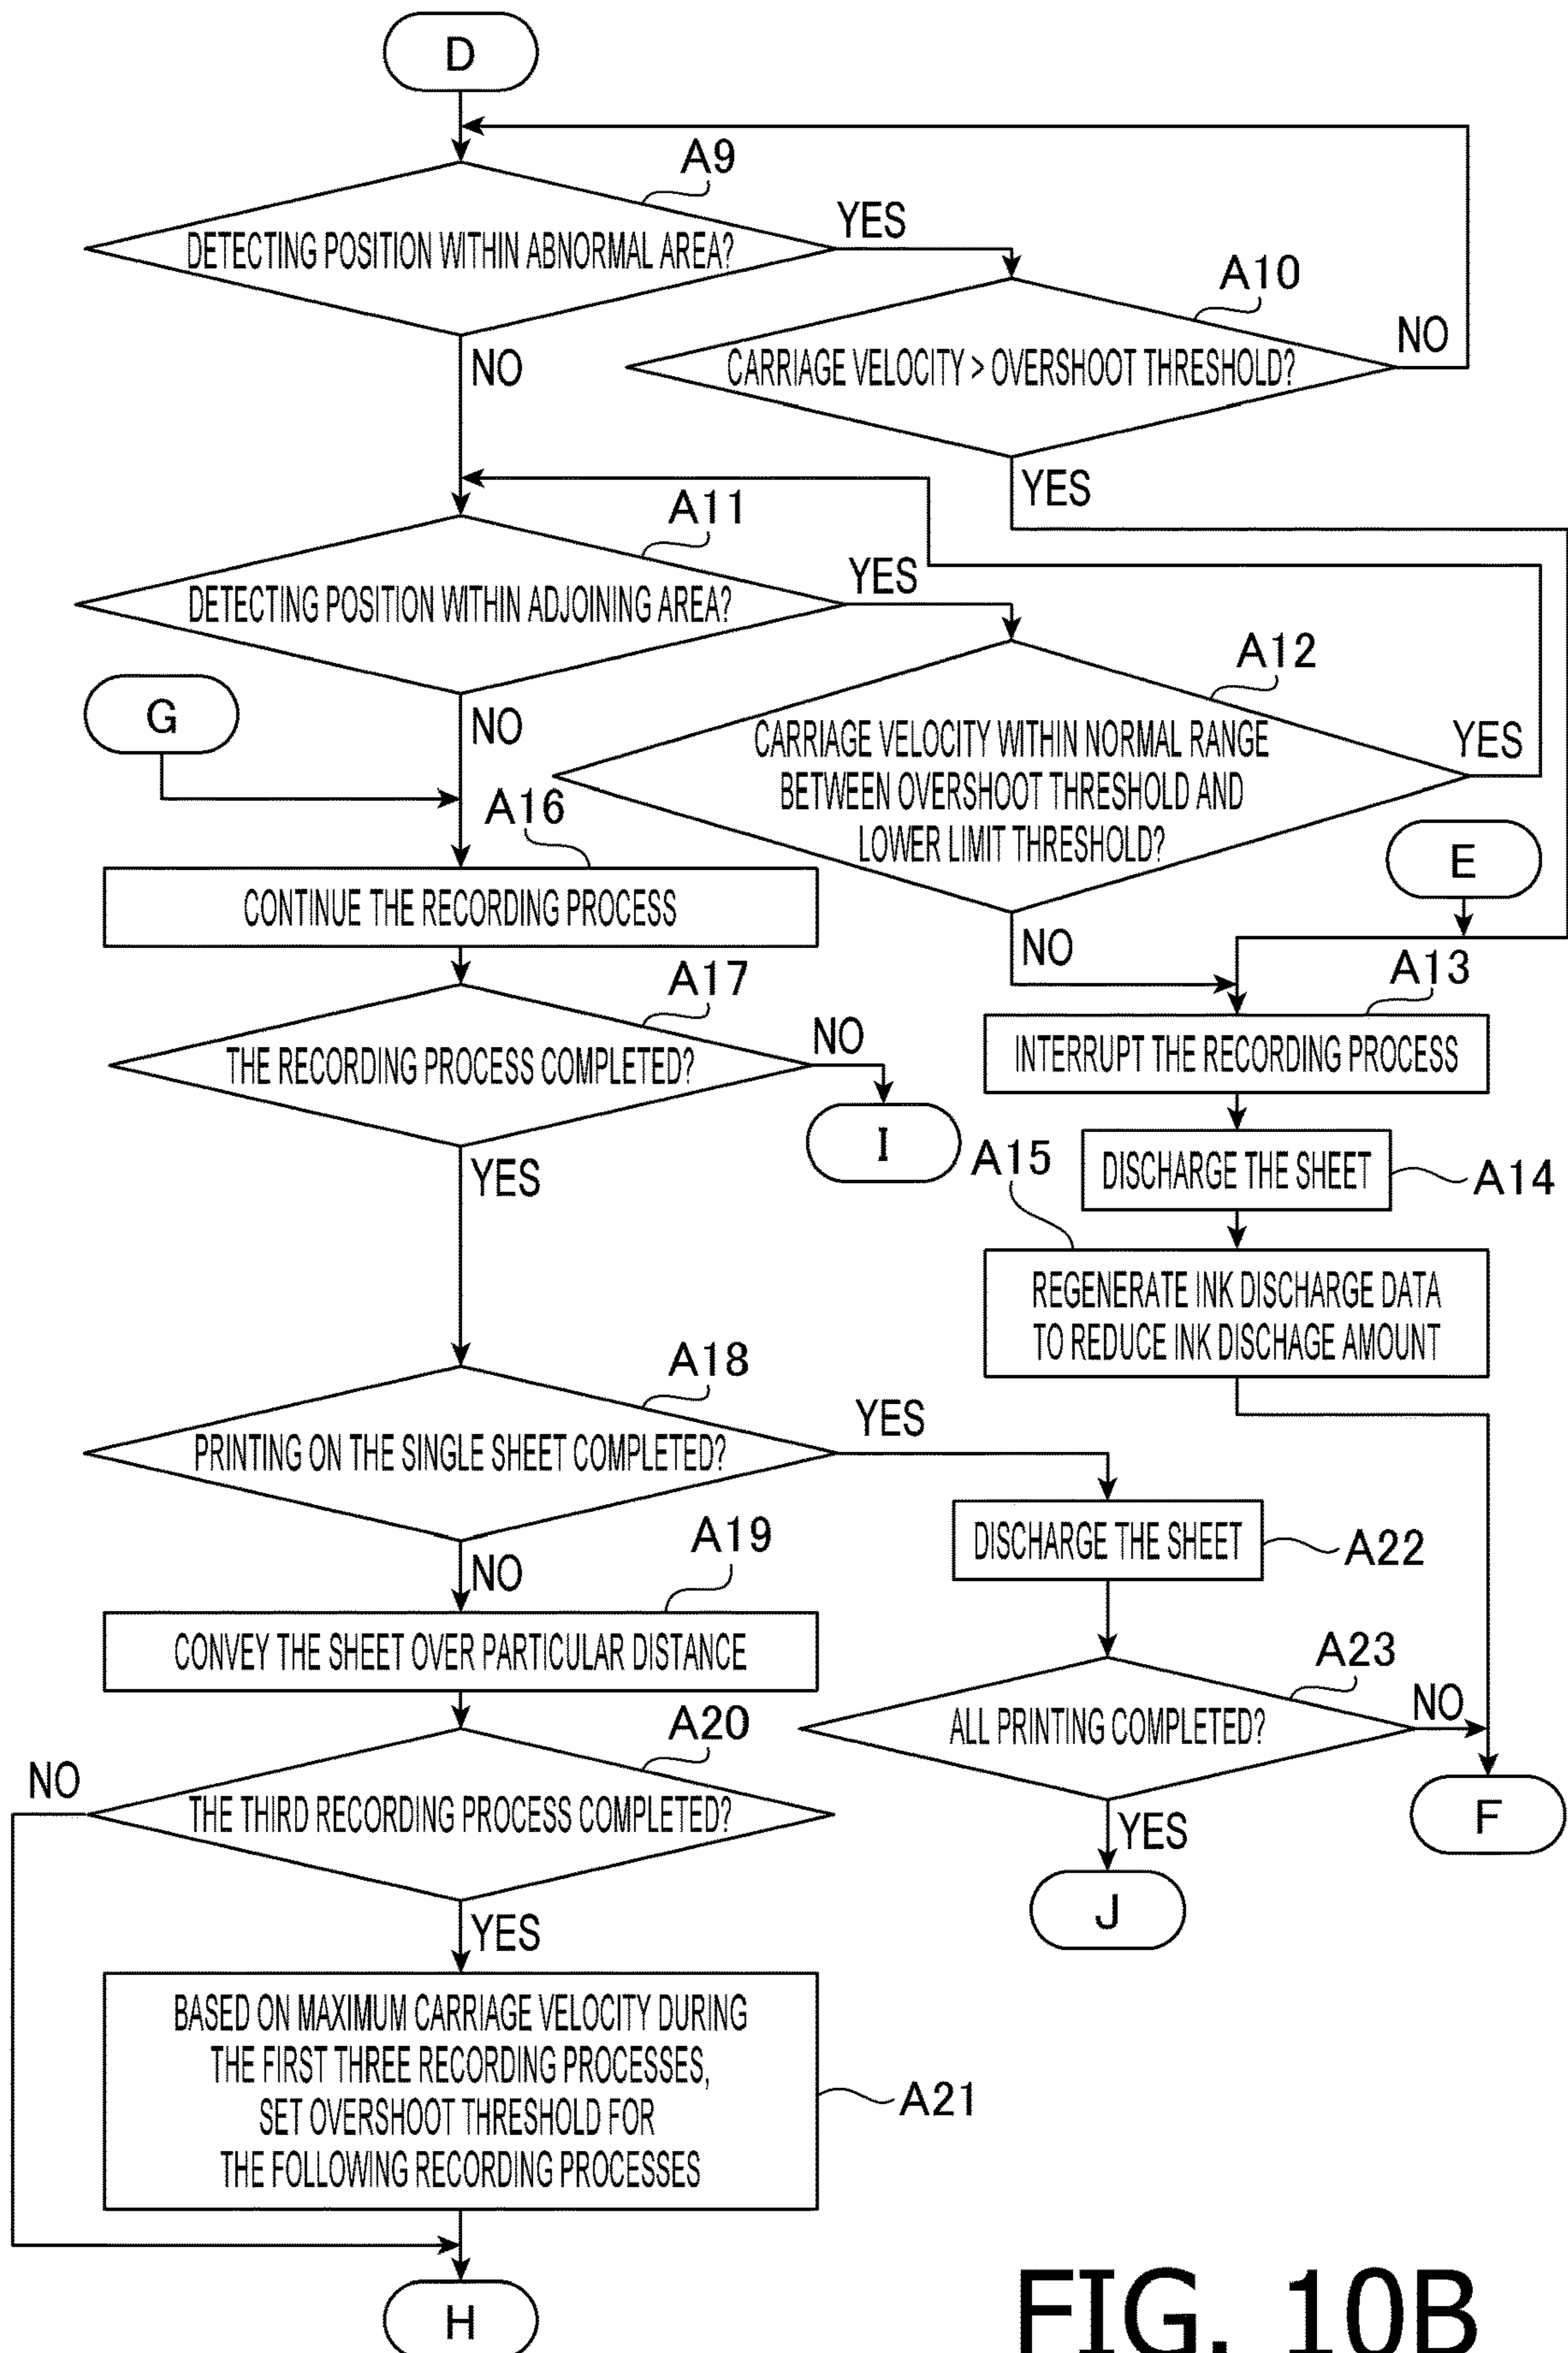 D
A9
DETECTING POSITION WITHIN ABNORMAL AREA?
YES
NO
A10
CARRIAGE VELOCITY > OVERSHOOT THRESHOLD?
NO
YES
A11
DETECTING POSITION WITHIN ADJOINING AREA?
YES
NO
A12
CARRIAGE VELOCITY WITHIN NORMAL RANGE
BETWEEN OVERSHOOT THRESHOLD AND
LOWER LIMIT THRESHOLD?
YES
NO
G
E
A16
CONTINUE THE RECORDING PROCESS
A13
INTERRUPT THE RECORDING PROCESS
A17
THE RECORDING PROCESS COMPLETED?
NO
I
YES
DISCHARGE THE SHEET
A14
A15
REGENERATE INK DISCHARGE DATA
TO REDUCE INK DISCHAGE AMOUNT
A18
PRINTING ON THE SINGLE SHEET COMPLETED?
YES
NO
DISCHARGE THE SHEET
A22
A19
CONVEY THE SHEET OVER PARTICULAR DISTANCE
A23
ALL PRINTING COMPLETED?
NO
YES
F
J
A20
THE THIRD RECORDING PROCESS COMPLETED?
NO
YES
BASED ON MAXIMUM CARRIAGE VELOCITY DURING
THE FIRST THREE RECORDING PROCESSES,
SET OVERSHOOT THRESHOLD FOR
THE FOLLOWING RECORDING PROCESSES
A21
H
FIG. 10B